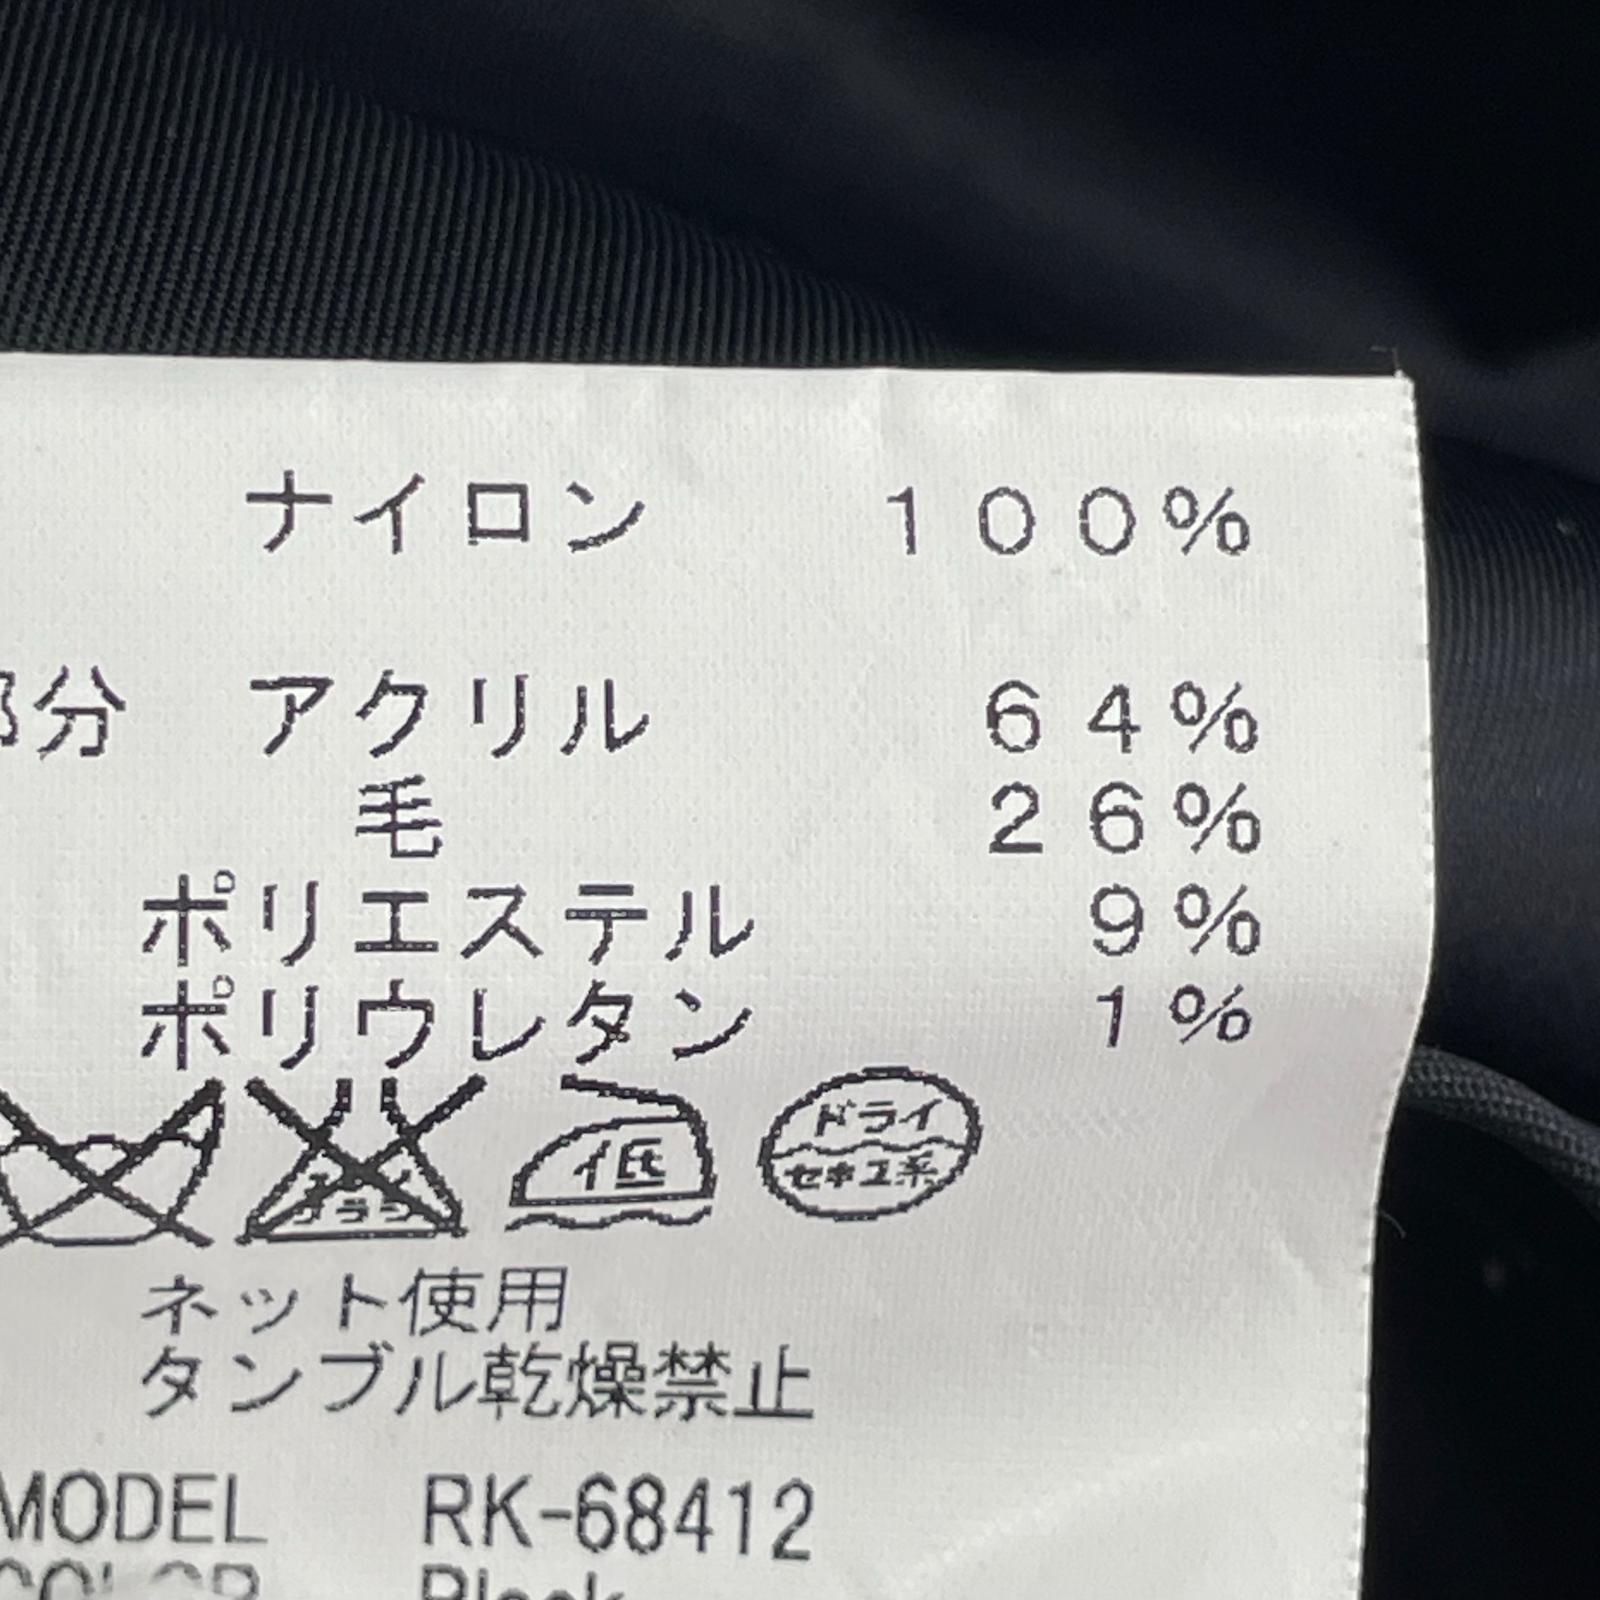 ナイロン 100%
部分 アクリル 64%
毛 26%
ポリエステル 9%
ポリウレタン 1%
低 ドライ セキユ系
ネット使用
タンブル乾燥禁止
MODEL RK-68412
COLOR Black